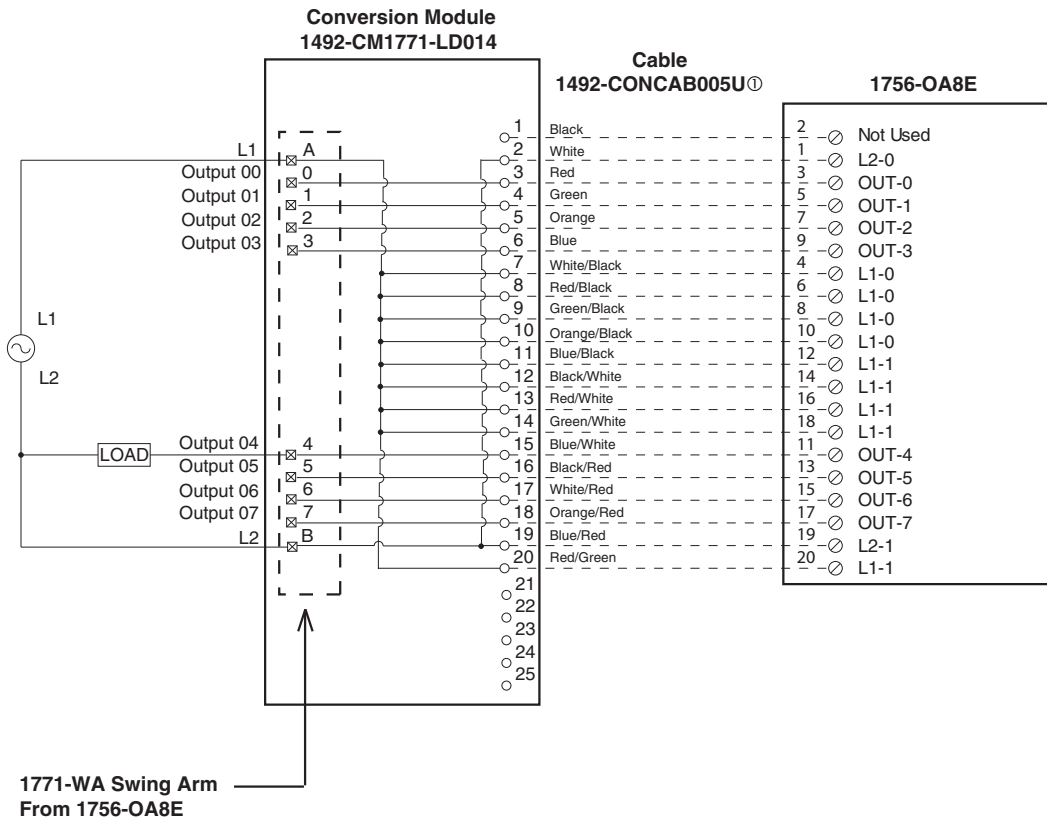 Conversion Module
1492-CM1771-LD014
Cable
1492-CONCAB005U①
1756-OA8E
L1 A
Output 00 0
Output 01 1
Output 02 2
Output 03 3
L1
L2
LOAD
Output 04 4
Output 05 5
Output 06 6
Output 07 7
L2 B
1 Black 2 Not Used
2 White 1 L2-0
3 Red 3 OUT-0
4 Green 5 OUT-1
5 Orange 7 OUT-2
6 Blue 9 OUT-3
7 White/Black 4 L1-0
8 Red/Black 6 L1-0
9 Green/Black 8 L1-0
10 Orange/Black 10 L1-0
11 Blue/Black 12 L1-1
12 Black/White 14 L1-1
13 Red/White 16 L1-1
14 Green/White 18 L1-1
15 Blue/White 11 OUT-4
16 Black/Red 13 OUT-5
17 White/Red 15 OUT-6
18 Orange/Red 17 OUT-7
19 Blue/Red 19 L2-1
20 Red/Green 20 L1-1
21
22
23
24
25
1771-WA Swing Arm
From 1756-OA8E